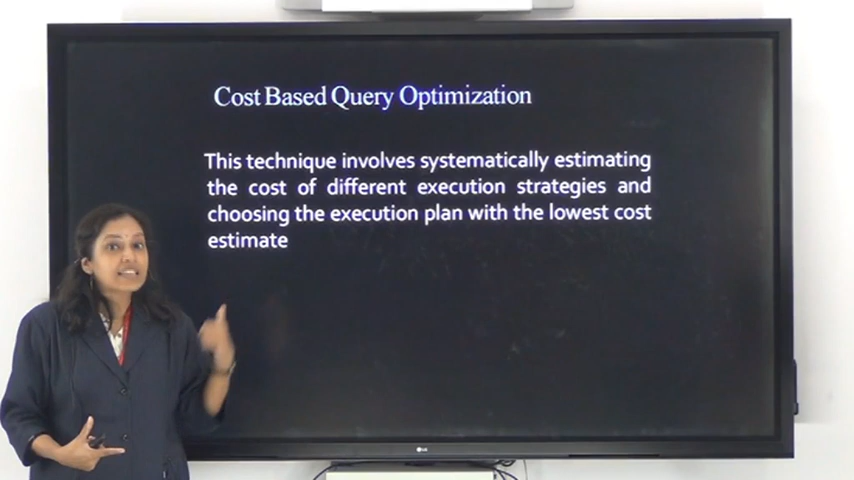 Cost Based Query Optimization
This technique involves systematically estimating
the cost of different execution strategies and
choosing the execution plan with the lowest cost
estimate
LG